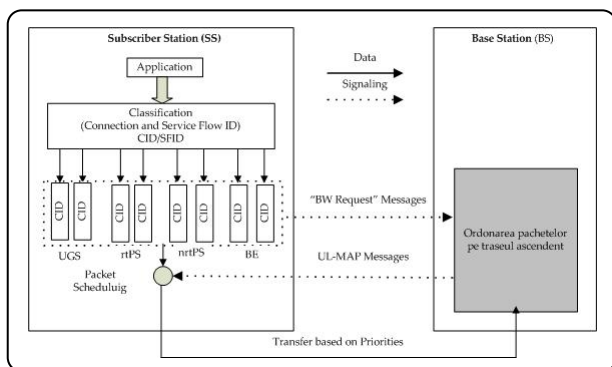 Subscriber Station (SS)
Application
Classification
(Connection and Service Flow ID)
CID/SFID
CID
CID
CID
CID
CID
CID
CID
CID
UGS
rtPS
nrtPS
BE
Packet
Scheduluig
Data
Signaling
"BW Request" Messages
UL-MAP Messages
Transfer based on Priorities
Base Station (BS)
Ordonarea pachetelor
pe traseul ascendent